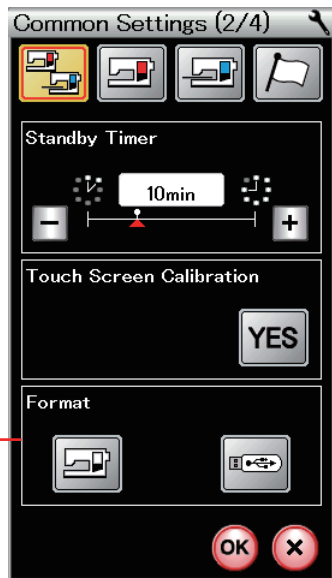 Common Settings (2/4)
Standby Timer
10min
Touch Screen Calibration
YES
Format
OK